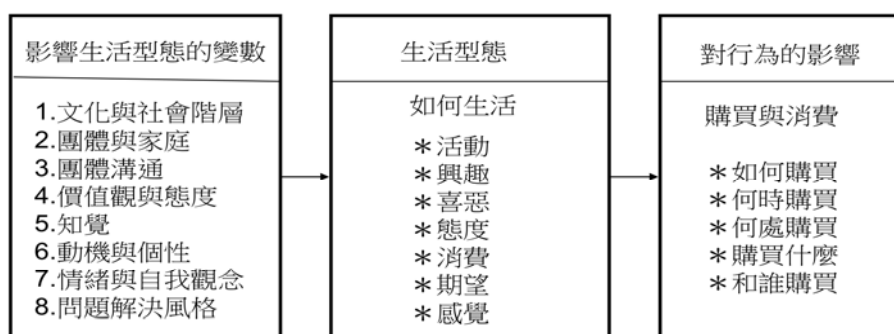 影響生活型態的變數
1.文化與社會階層
2.團體與家庭
3.團體溝通
4.價值觀與態度
5.知覺
6.動機與個性
7.情緒與自我觀念
8.問題解決風格
生活型態
如何生活
＊活動
＊興趣
＊喜惡
＊態度
＊消費
＊期望
＊感覺
對行為的影響
購買與消費
＊如何購買
＊何時購買
＊何處購買
＊購買什麼
＊和誰購買